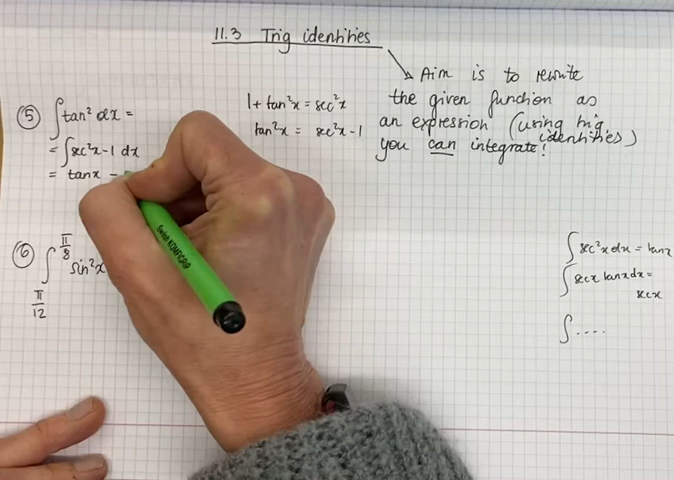 11.3 Trig identities
Aim is to rewrite
the given function as
an expression (using trig
identities)
you can integrate!
⑤ ∫tan² dx =
= ∫sec²x-1 dx
= tanx -
1 + tan²x = sec²x
tan²x = sec²x -1
⑥ ∫ π/8 π/12 sin²x
∫sec²x dx = tanx
∫secx tanx dx =
secx
∫....